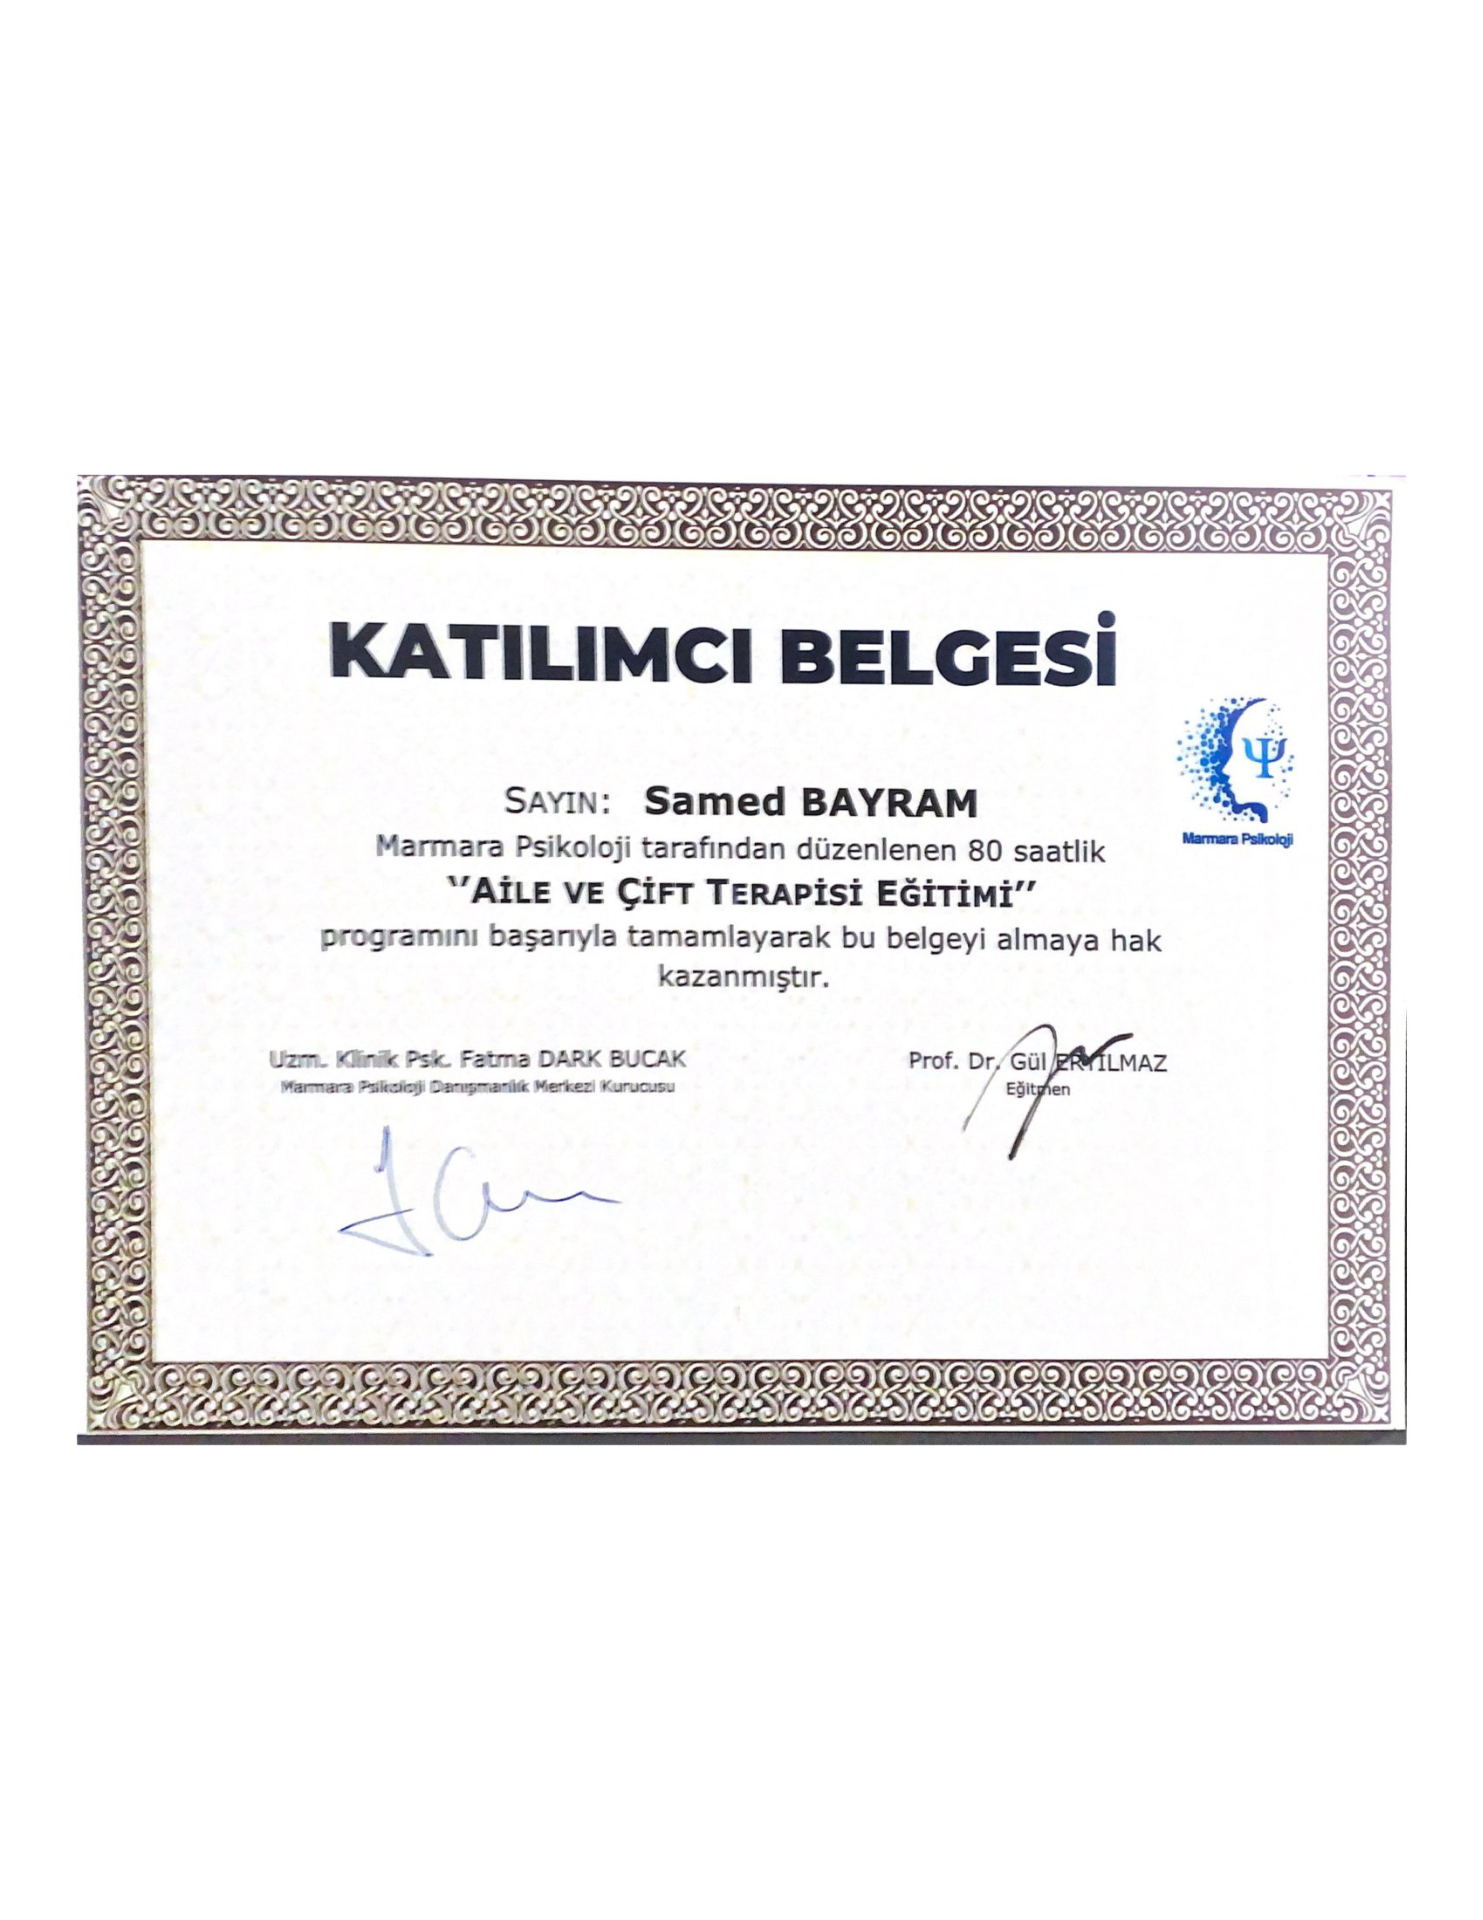 KATILIMCI BELGESİ
SAYIN: Samed BAYRAM
Marmara Psikoloji tarafından düzenlenen 80 saatlik
‘‘AİLE VE ÇİFT TERAPİSİ EĞİTİMİ’’
programını başarıyla tamamlayarak bu belgeyi almaya hak
kazanmıştır.
Marmara Psikoloji
Uzm. Klinik Psk. Fatma DARK BUCAK
Marmara Psikoloji Danışmanlık Merkezi Kurucusu
Prof. Dr. Gül ERYILMAZ
Eğitmen